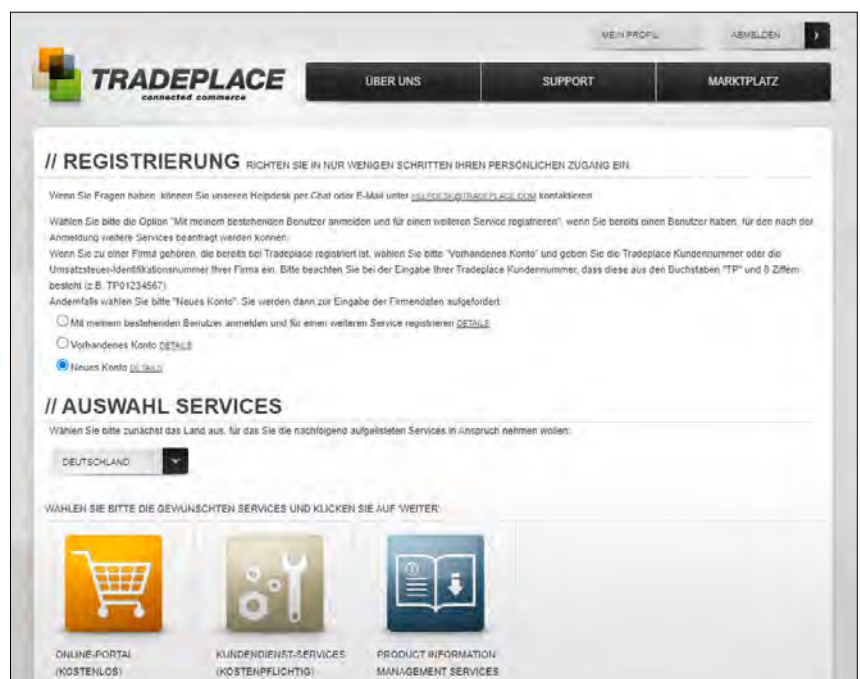 MEIN PROFIL
ABMELDEN
TRADEPLACE
connected commerce
ÜBER UNS
SUPPORT
MARKTPLATZ
// REGISTRIERUNG RICHTEN SIE IN NUR WENIGEN SCHRITTEN IHREN PERSÖNLICHEN ZUGANG EIN.
Wenn Sie Fragen haben, können Sie unseren Helpdesk per Chat oder E-Mail unter HELPDESK@TRADEPLACE.COM kontaktieren
Wählen Sie bitte die Option "Mit meinem bestehenden Benutzer anmelden und für einen weiteren Service registrieren", wenn Sie bereits einen Benutzer haben, für den nach der
Anmeldung weitere Services beantragt werden können.
Wenn Sie zu einer Firma gehören, die bereits bei Tradeplace registriert ist, wählen Sie bitte "Vorhandenes Konto" und geben Sie die Tradeplace Kundennummer oder die
Umsatzsteuer-Identifikationsnummer Ihrer Firma ein. Bitte beachten Sie bei der Eingabe Ihrer Tradeplace Kundennummer, dass diese aus den Buchstaben "TP" und 8 Ziffern
besteht (z.B. TP01234567)
Andernfalls wählen Sie bitte "Neues Konto". Sie werden dann zur Eingabe der Firmendaten aufgefordert
Mit meinem bestehenden Benutzer anmelden und für einen weiteren Service registrieren DETAILS
Vorhandenes Konto DETAILS
Neues Konto DETAILS
// AUSWAHL SERVICES
Wählen Sie bitte zunächst das Land aus, für das Sie die nachfolgend aufgelisteten Services in Anspruch nehmen wollen:
DEUTSCHLAND
WÄHLEN SIE BITTE DIE GEWÜNSCHTEN SERVICES UND KLICKEN SIE AUF 'WEITER':
ONLINE-PORTAL
(KOSTENLOS)
KUNDENDIENST-SERVICES
(KOSTENPFLICHTIG)
PRODUCT INFORMATION
MANAGEMENT SERVICES